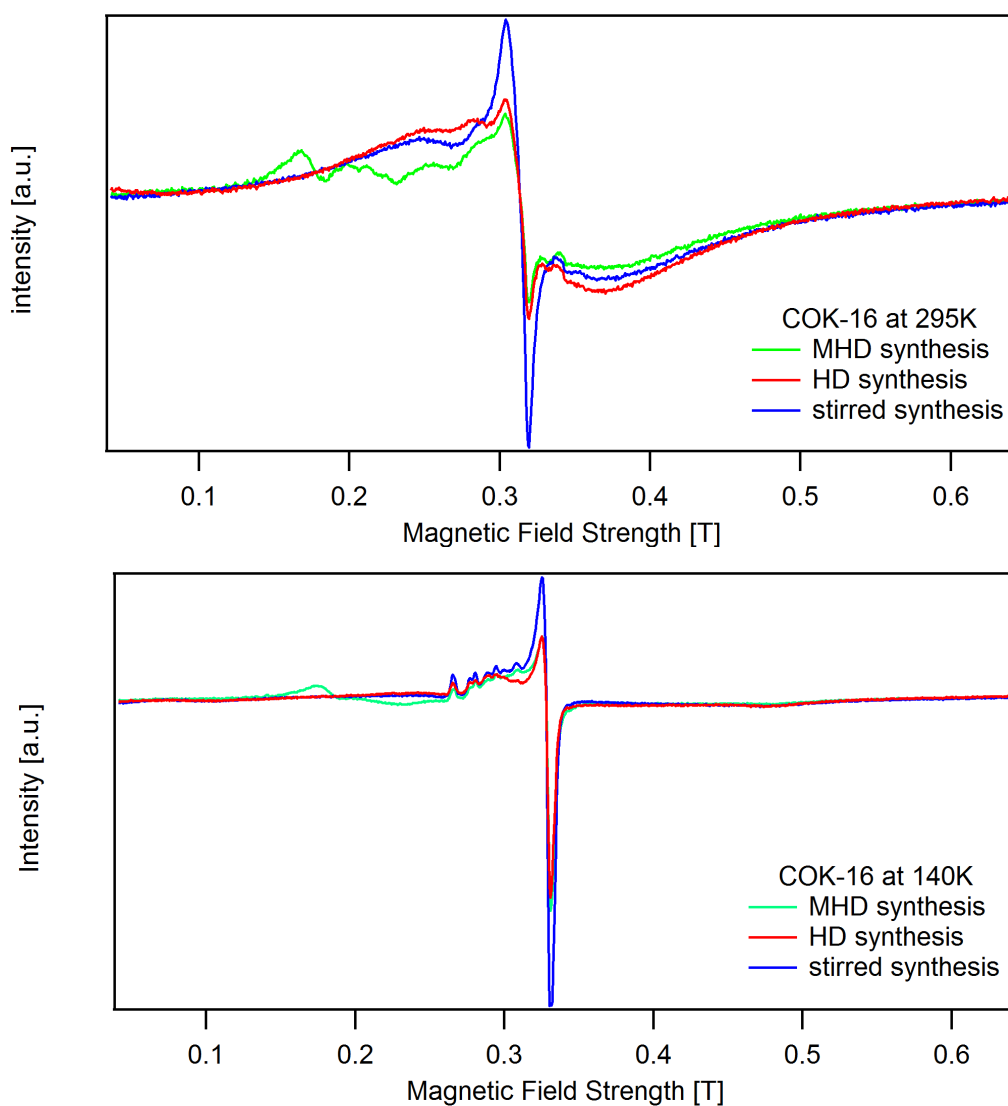 intensity [a.u.]
COK-16 at 295K
MHD synthesis
HD synthesis
stirred synthesis
0.1 0.2 0.3 0.4 0.5 0.6
Magnetic Field Strength [T]
Intensity [a.u.]
COK-16 at 140K
MHD synthesis
HD synthesis
stirred synthesis
0.1 0.2 0.3 0.4 0.5 0.6
Magnetic Field Strength [T]